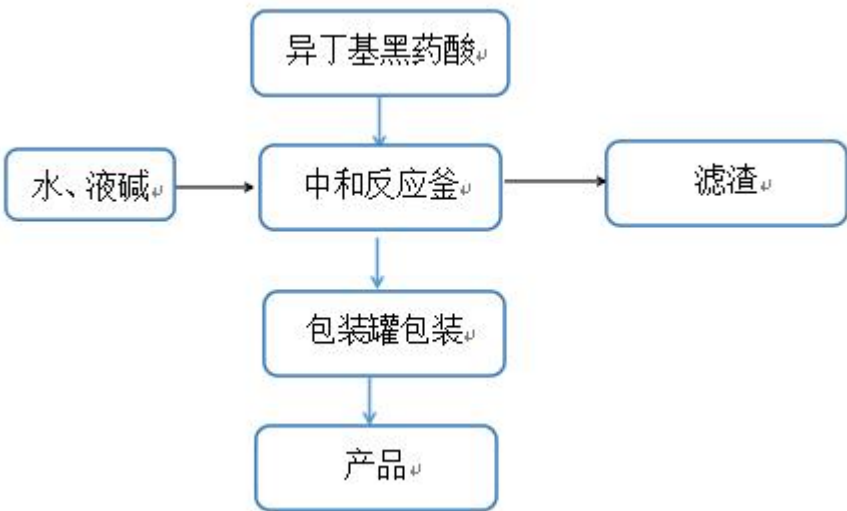 异丁基黑药酸
水、液碱
中和反应釜
滤渣
包装罐包装
产品